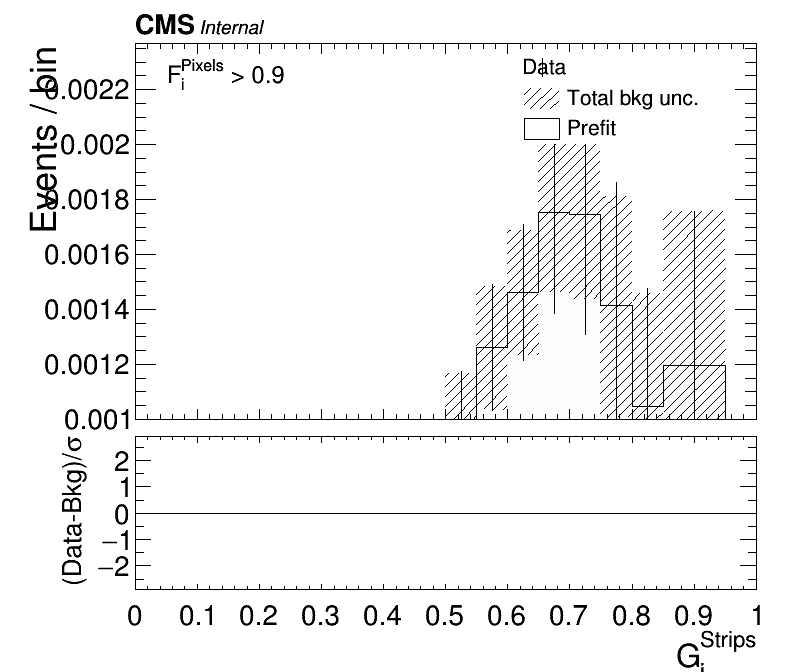 CMS Internal
F_i^Pixels > 0.9
Data
Total bkg unc.
Prefit
Events / bin
0.0022
0.002
0.0018
0.0016
0.0014
0.0012
0.001
(Data-Bkg)/σ
2
1
0
−1
−2
0 0.1 0.2 0.3 0.4 0.5 0.6 0.7 0.8 0.9 1
G_i^Strips